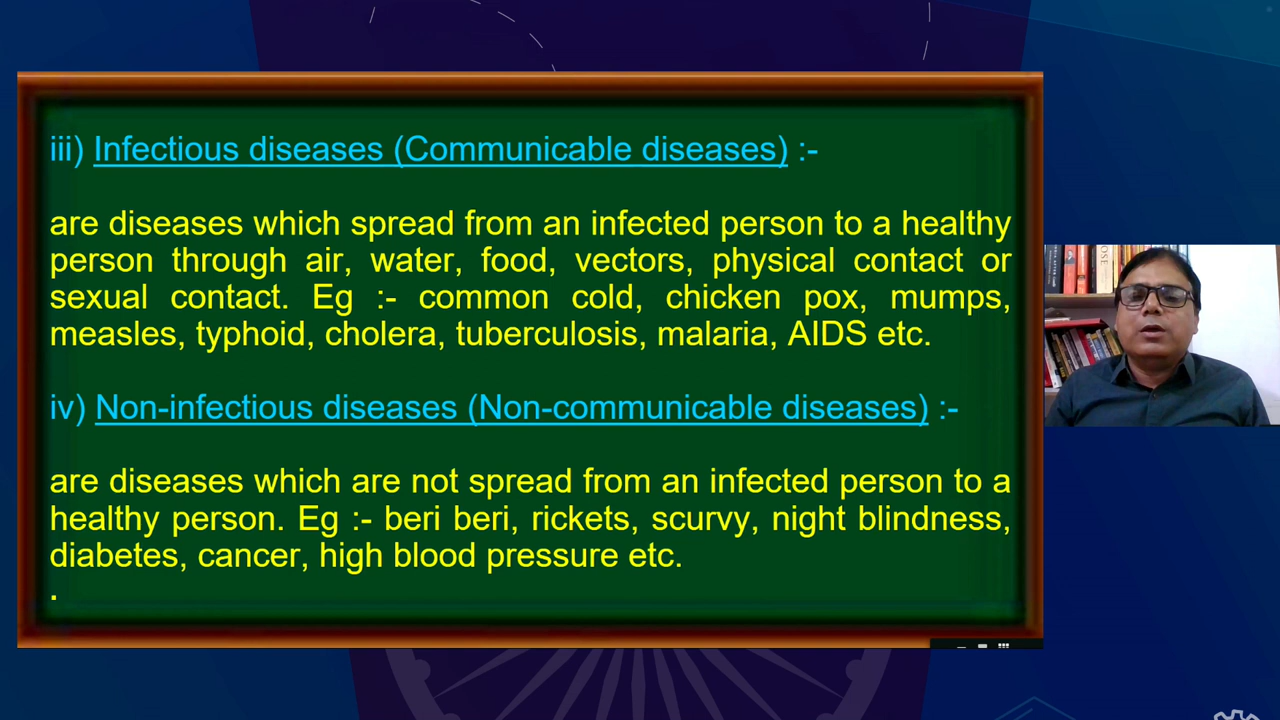 iii) Infectious diseases (Communicable diseases) :-
are diseases which spread from an infected person to a healthy
person through air, water, food, vectors, physical contact or
sexual contact. Eg :- common cold, chicken pox, mumps,
measles, typhoid, cholera, tuberculosis, malaria, AIDS etc.
iv) Non-infectious diseases (Non-communicable diseases) :-
are diseases which are not spread from an infected person to a
healthy person. Eg :- beri beri, rickets, scurvy, night blindness,
diabetes, cancer, high blood pressure etc.
.